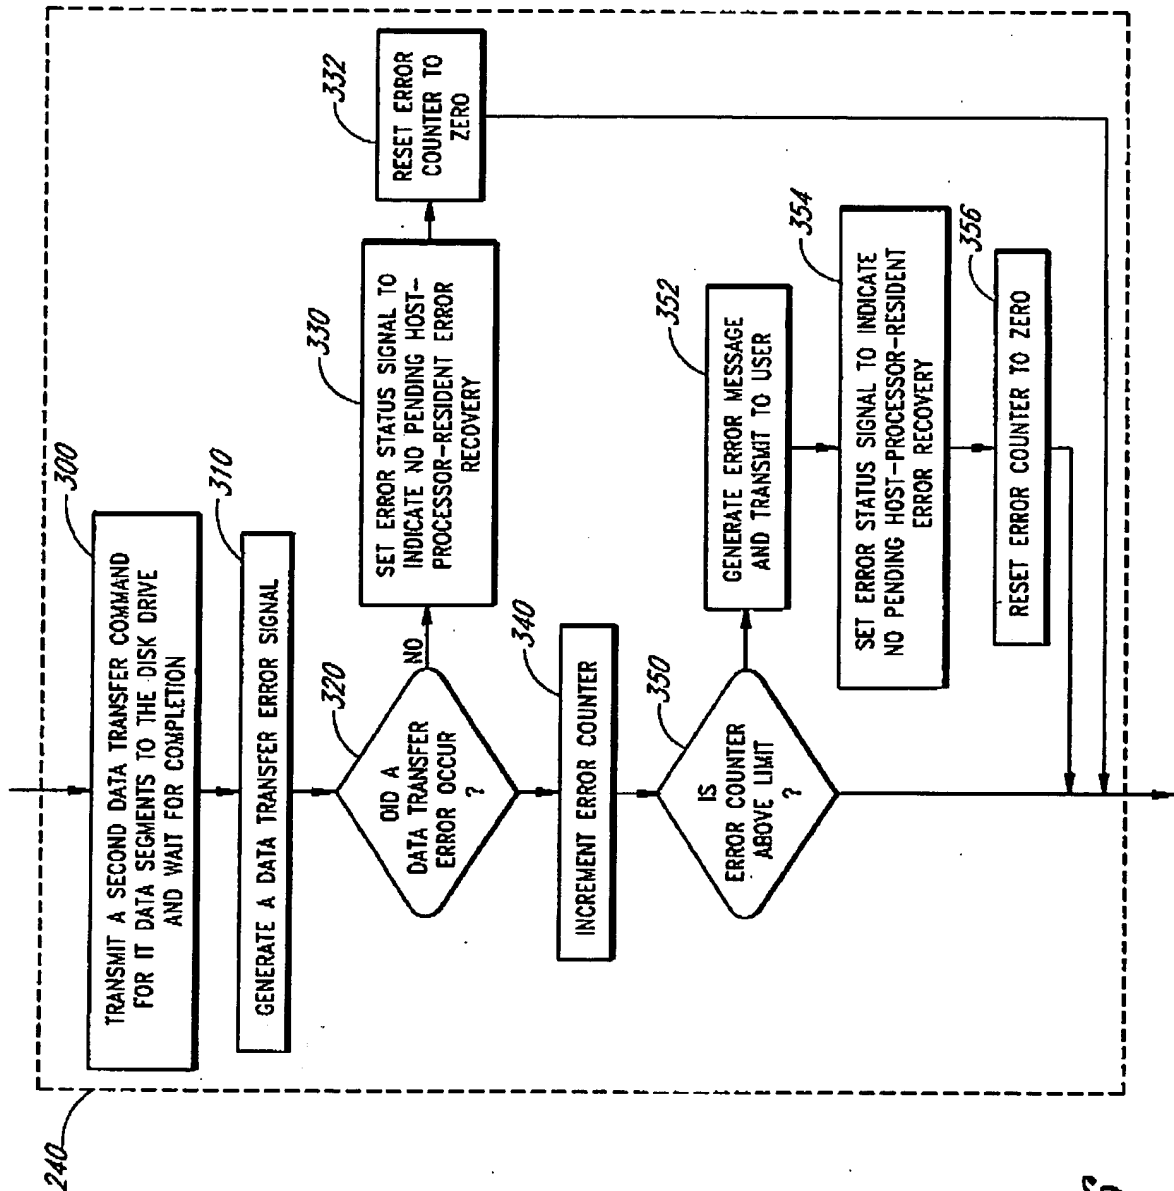 240
300
TRANSMIT A SECOND DATA TRANSFER COMMAND
FOR IT DATA SEGMENTS TO THE DISK DRIVE
AND WAIT FOR COMPLETION
310
GENERATE A DATA TRANSFER ERROR SIGNAL
320
DID A
DATA TRANSFER
ERROR OCCUR
?
NO
330
SET ERROR STATUS SIGNAL TO
INDICATE NO PENDING HOST-
PROCESSOR-RESIDENT ERROR
RECOVERY
332
RESET ERROR
COUNTER TO
ZERO
340
INCREMENT ERROR COUNTER
350
IS
ERROR COUNTER
ABOVE LIMIT
?
352
GENERATE ERROR MESSAGE
AND TRANSMIT TO USER
354
SET ERROR STATUS SIGNAL TO INDICATE
NO PENDING HOST-PROCESSOR-RESIDENT
ERROR RECOVERY
356
RESET ERROR COUNTER TO ZERO